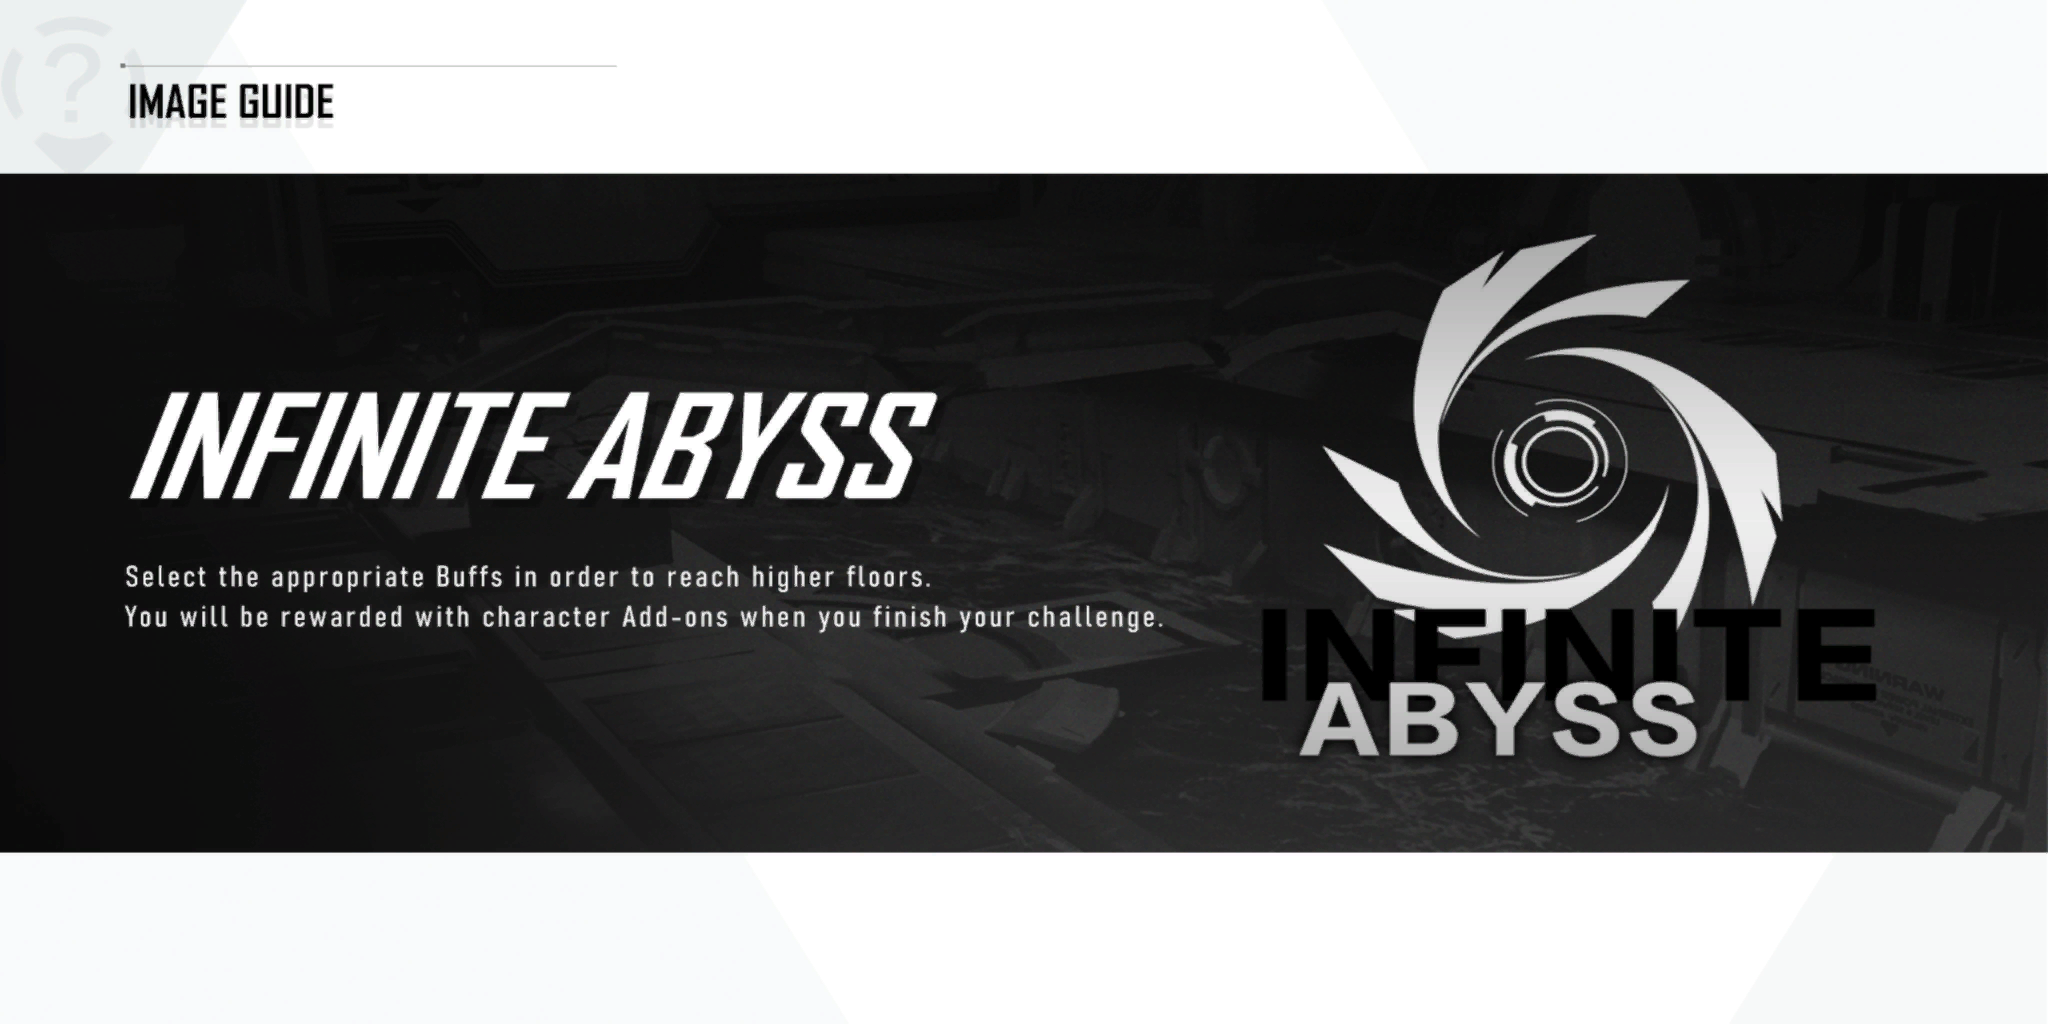 IMAGE GUIDE
INFINITE ABYSS
Select the appropriate Buffs in order to reach higher floors.
You will be rewarded with character Add-ons when you finish your challenge.
INFINITE
ABYSS
WARNING